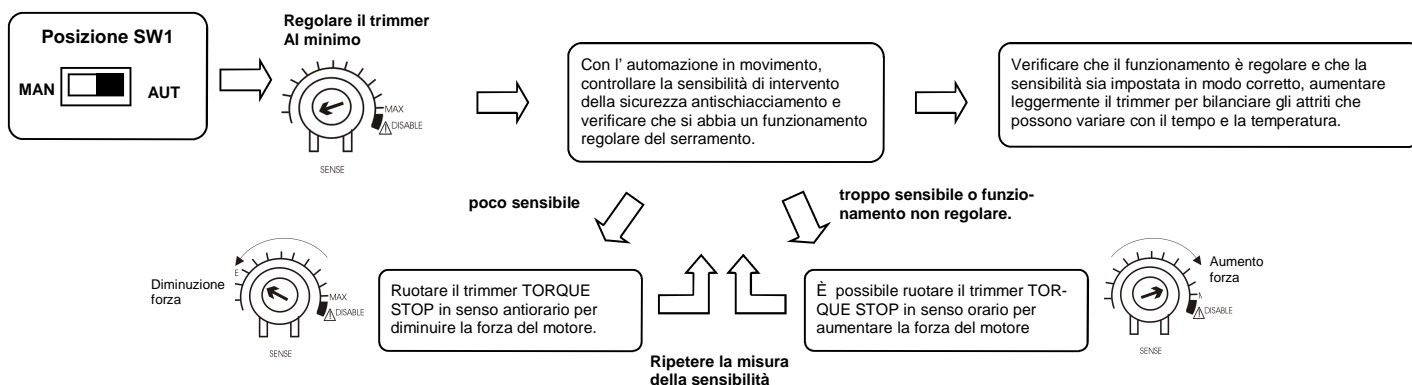 Posizione SW1
MAN
AUT
Regolare il trimmer
Al minimo
MAX
DISABLE
SENSE
Con l' automazione in movimento,
controllare la sensibilità di intervento
della sicurezza antischiacciamento e
verificare che si abbia un funzionamento
regolare del serramento.
Verificare che il funzionamento è regolare e che la
sensibilità sia impostata in modo corretto, aumentare
leggermente il trimmer per bilanciare gli attriti che
possono variare con il tempo e la temperatura.
poco sensibile
troppo sensibile o funzio-
namento non regolare.
Diminuzione
forza
E
MAX
DISABLE
SENSE
Ruotare il trimmer TORQUE
STOP in senso antiorario per
diminuire la forza del motore.
Ripetere la misura
della sensibilità
È possibile ruotare il trimmer TOR-
QUE STOP in senso orario per
aumentare la forza del motore
Aumento
forza
DISABLE
SENSE